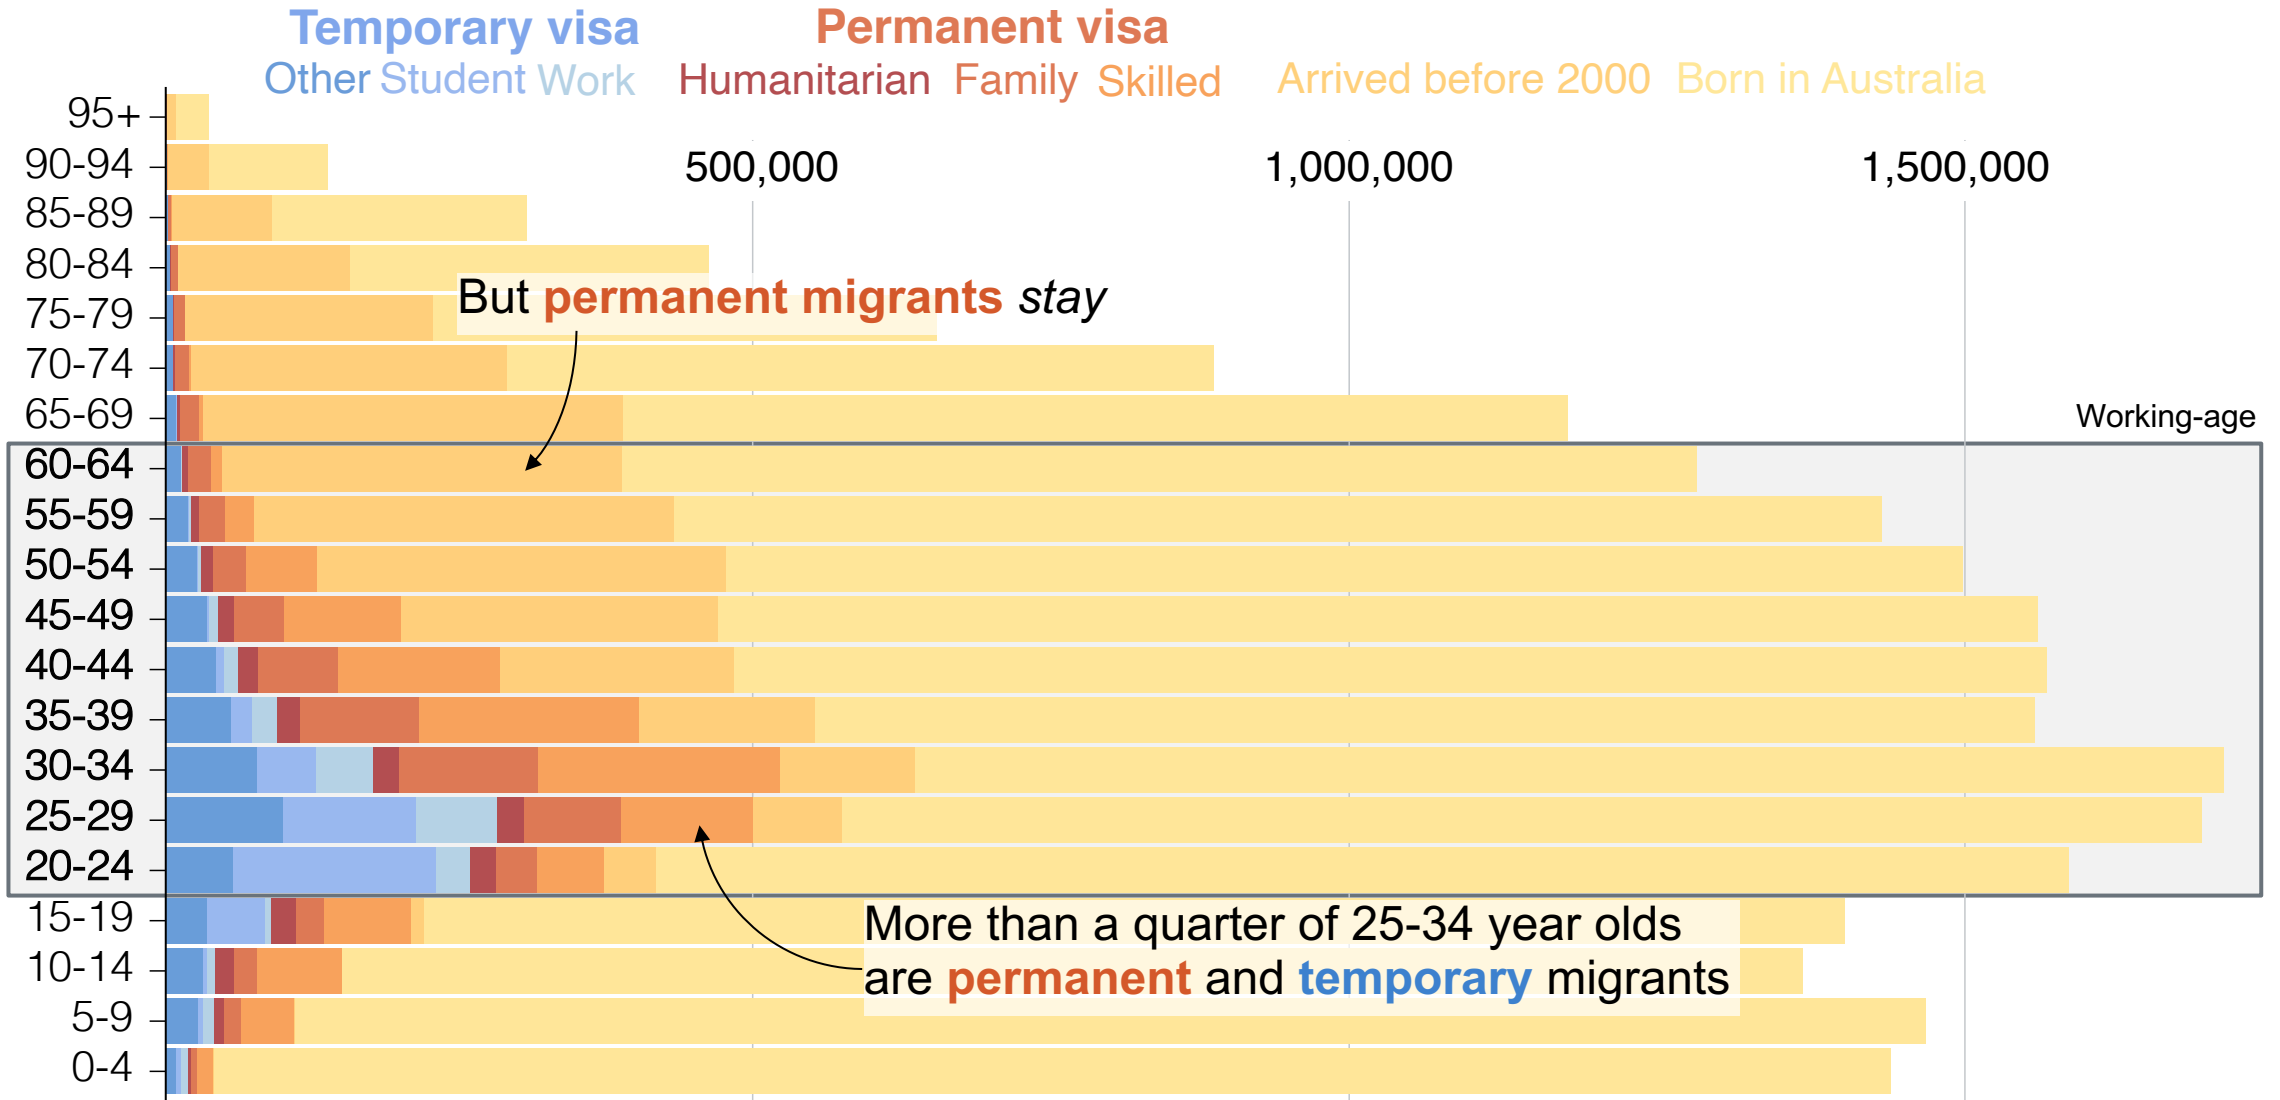 Temporary visa Permanent visa
Other Student Work Humanitarian Family Skilled Arrived before 2000 Born in Australia
95+
90-94 500,000 1,000,000 1,500,000
85-89
80-84
But permanent migrants stay
75-79
70-74
65-69 Working-age
60-64
55-59
50-54
45-49
40-44
35-39
30-34
25-29
20-24
15-19
More than a quarter of 25-34 year olds
are permanent and temporary migrants
10-14
5-9
0-4